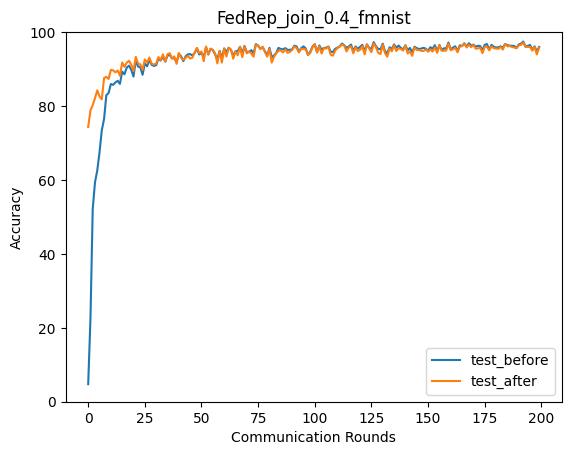 FedRep_join_0.4_fmnist
100
80
60
40
20
0
Accuracy
0 25 50 75 100 125 150 175 200
Communication Rounds
test_before
test_after